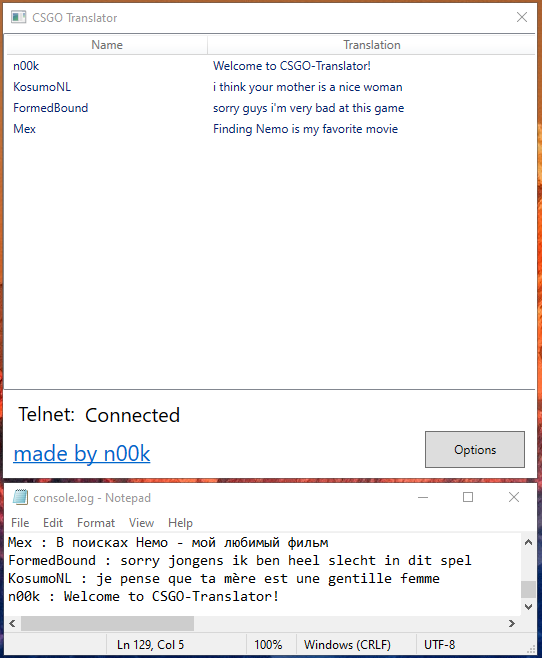 CSGO Translator
Name Translation
n00k Welcome to CSGO-Translator!
KosumoNL i think your mother is a nice woman
FormedBound sorry guys i'm very bad at this game
Mex Finding Nemo is my favorite movie
Telnet: Connected
made by n00k
Options
console.log - Notepad
File Edit Format View Help
Mex : В поисках Немо - мой любимый фильм
FormedBound : sorry jongens ik ben heel slecht in dit spel
KosumoNL : je pense que ta mère est une gentille femme
n00k : Welcome to CSGO-Translator!
Ln 129, Col 5 100% Windows (CRLF) UTF-8